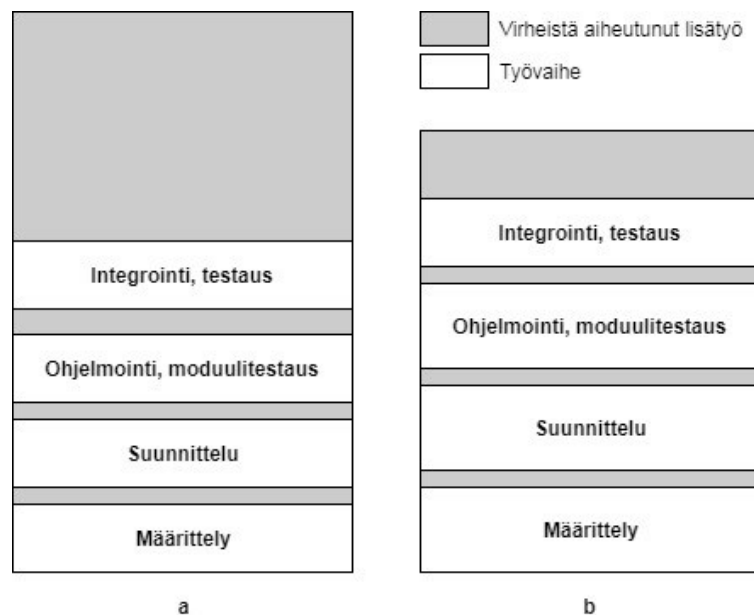 Virheistä aiheutunut lisätyö
Työvaihe
Integrointi, testaus
Ohjelmointi, moduulitestaus
Suunnittelu
Määrittely
a
Integrointi, testaus
Ohjelmointi, moduulitestaus
Suunnittelu
Määrittely
b